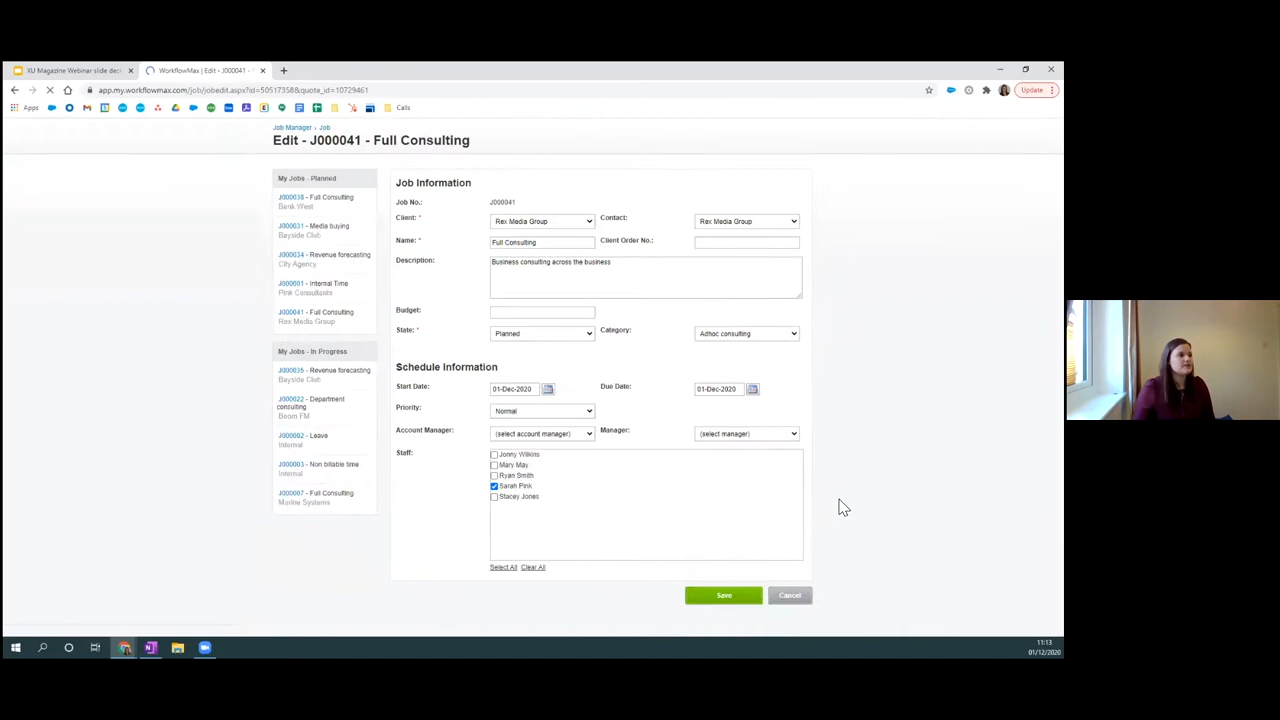 XU Magazine Webinar slide dec
WorkflowMax | Edit - J000041 -
app.my.workflowmax.com/job/jobedit.aspx?id=50517358&quote_id=10729461
Update
Apps
Calls
Job Manager › Job
Edit - J000041 - Full Consulting
My Jobs - Planned
J000038 - Full Consulting
Bank West
J000031 - Media buying
Bayside Club
J000034 - Revenue forecasting
City Agency
J000001 - Internal Time
Pink Consultants
J000041 - Full Consulting
Rex Media Group
My Jobs - In Progress
J000035 - Revenue forecasting
Bayside Club
J000022 - Department
consulting
Boom FM
J000002 - Leave
Internal
J000003 - Non billable time
Internal
J000007 - Full Consulting
Marine Systems
Job Information
Job No.: J000041
Client: * Rex Media Group Contact: Rex Media Group
Name: * Full Consulting Client Order No.:
Description: Business consulting across the business
Budget:
State: * Planned Category: Adhoc consulting
Schedule Information
Start Date: 01-Dec-2020 Due Date: 01-Dec-2020
Priority: Normal
Account Manager: (select account manager) Manager: (select manager)
Staff: Jonny Wilkins
Mary May
Ryan Smith
Sarah Pink
Stacey Jones
Select All Clear All
Save Cancel
11:13
01/12/2020